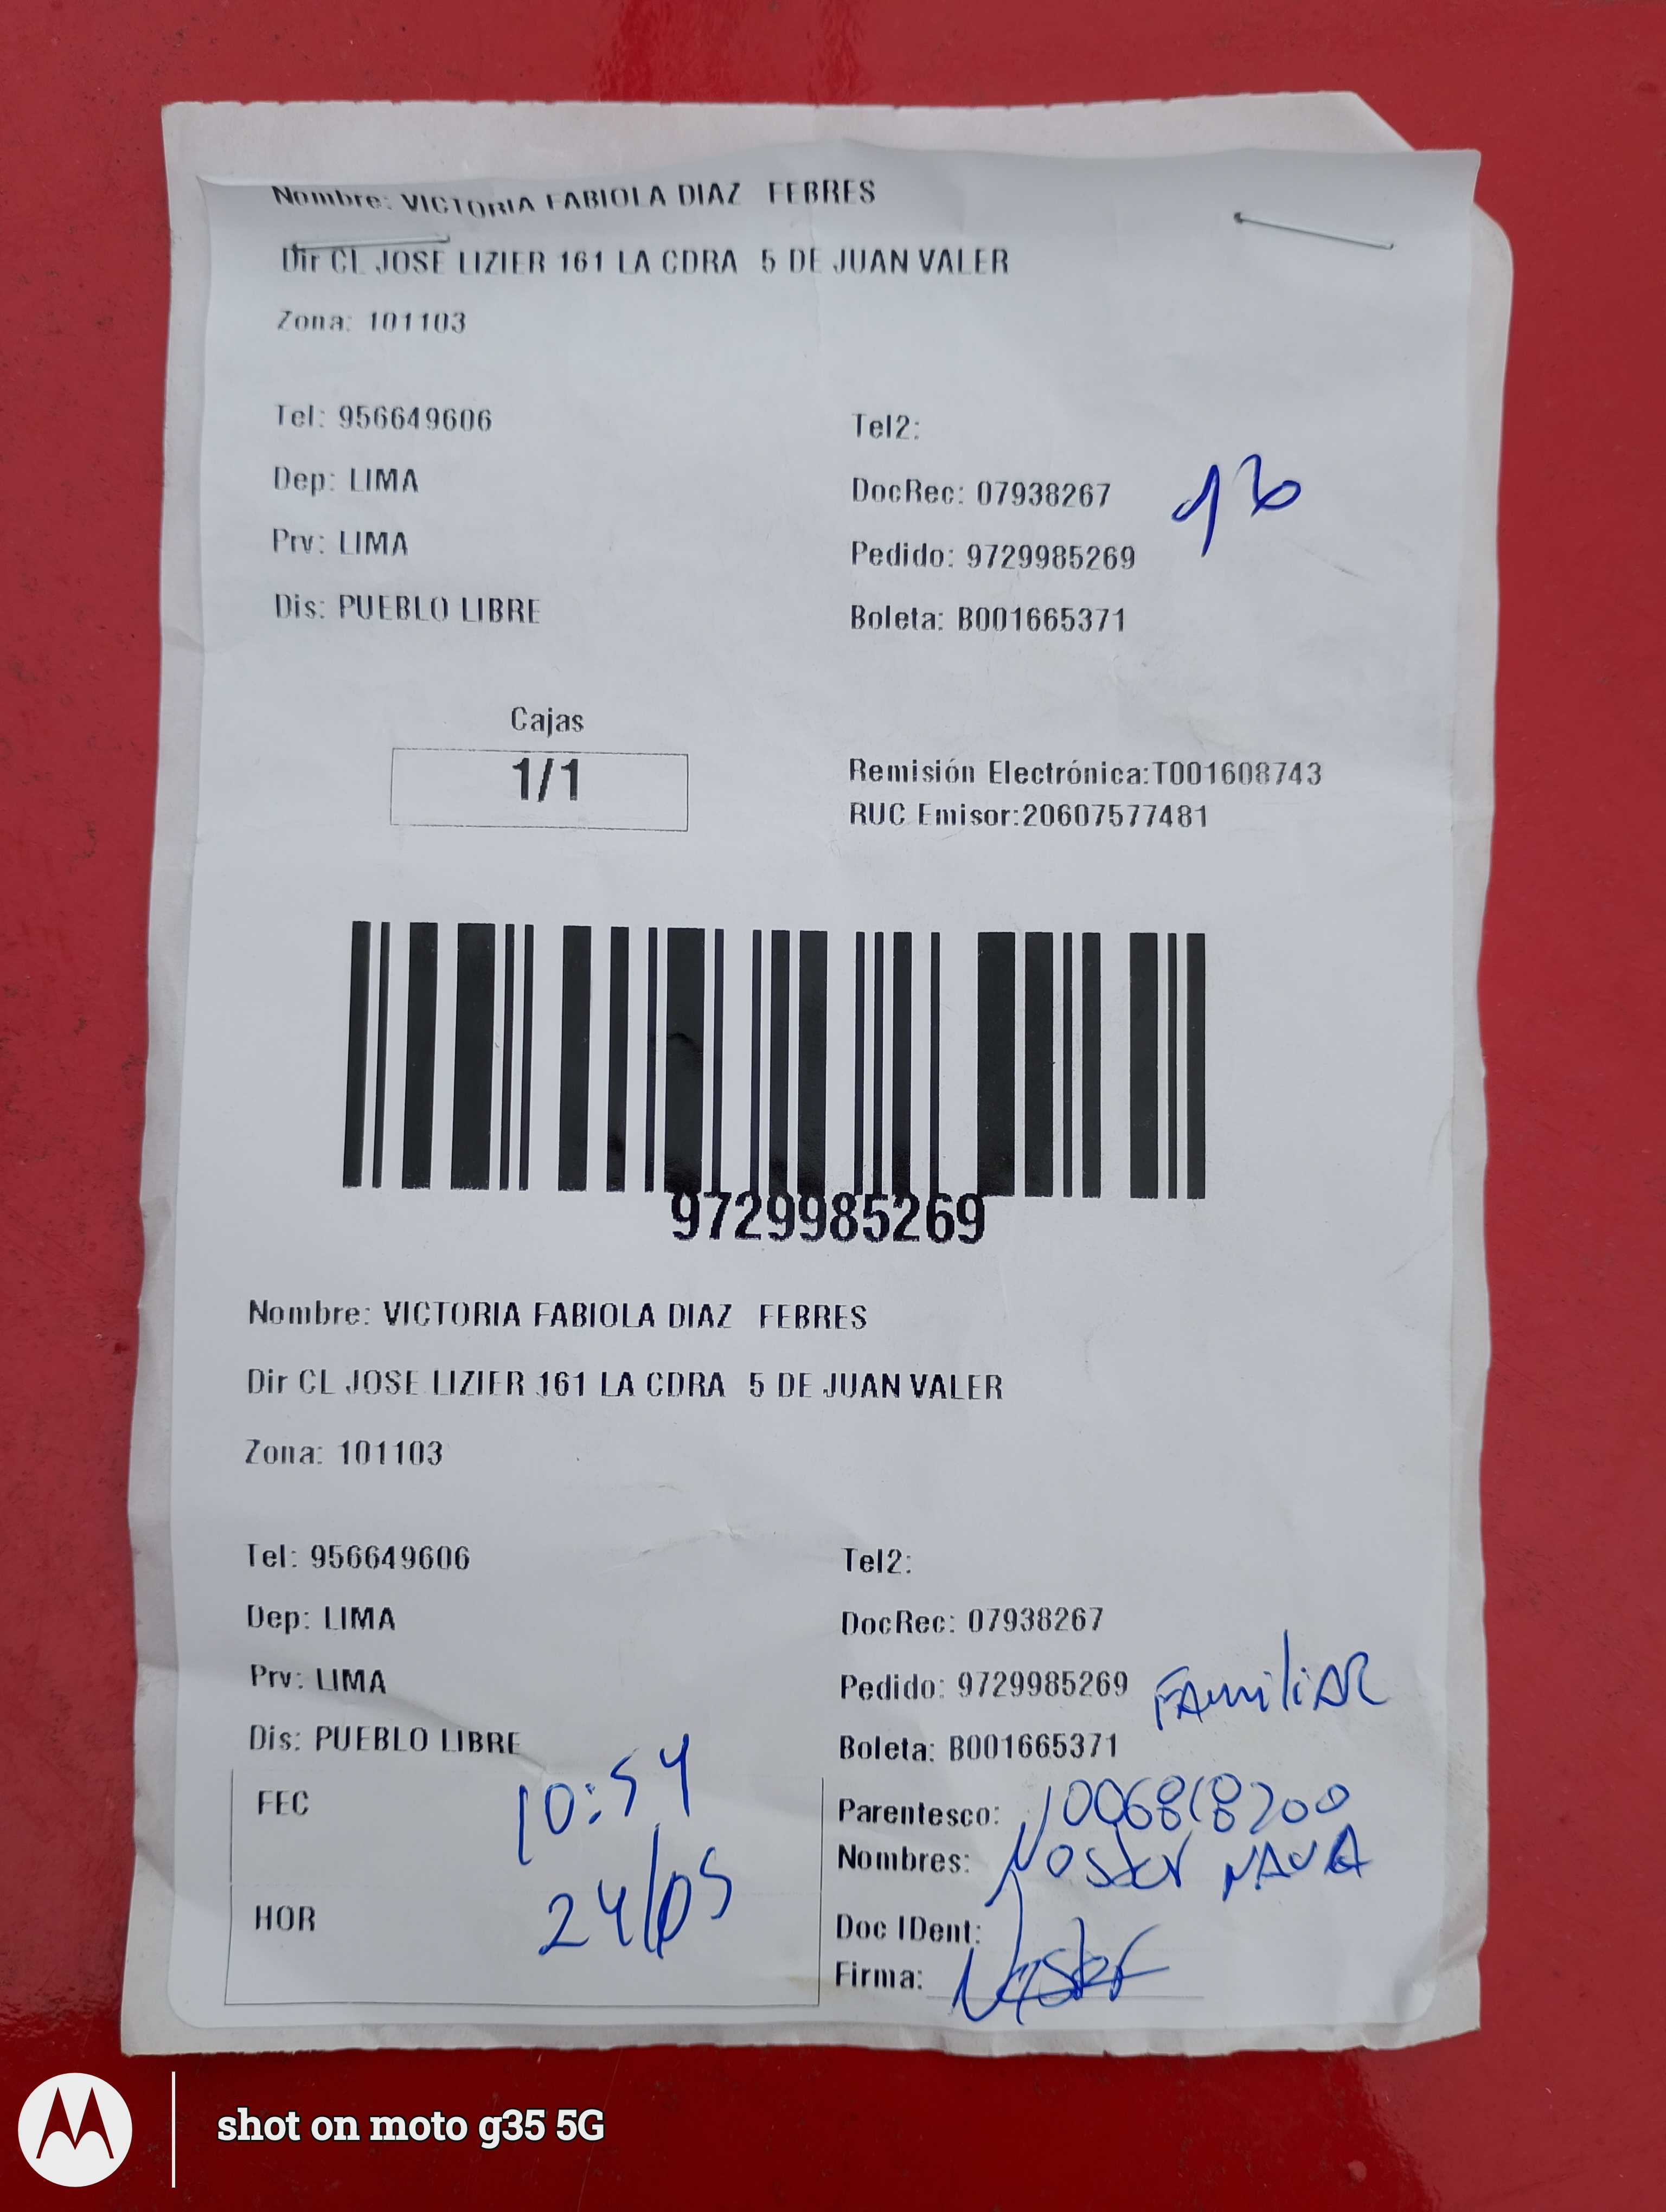 Nombre: VICTORIA FABIOLA DIAZ FEBRES
Dir CL JOSE LIZIER 161 LA CDRA 5 DE JUAN VALER
Zona: 101103
Tel: 956649606
Tel2:
Dep: LIMA
DocRec: 07938267
Prv: LIMA
Pedido: 9729985269
Dis: PUEBLO LIBRE
Boleta: B001665371
Cajas
1/1
Remisión Electrónica:T001608743
RUC Emisor:20607577481
9729985269
Nombre: VICTORIA FABIOLA DIAZ FEBRES
Dir CL JOSE LIZIER 161 LA CDRA 5 DE JUAN VALER
Zona: 101103
Tel: 956649606
Tel2:
Dep: LIMA
DocRec: 07938267
Prv: LIMA
Pedido: 9729985269 FAmiliAR
Dis: PUEBLO LIBRE
Boleta: B001665371
FEC 10:54
Parentesco: 1006818200
Nombres: NAVA
HOR 24/05
Doc IDent:
Firma:
shot on moto g35 5G